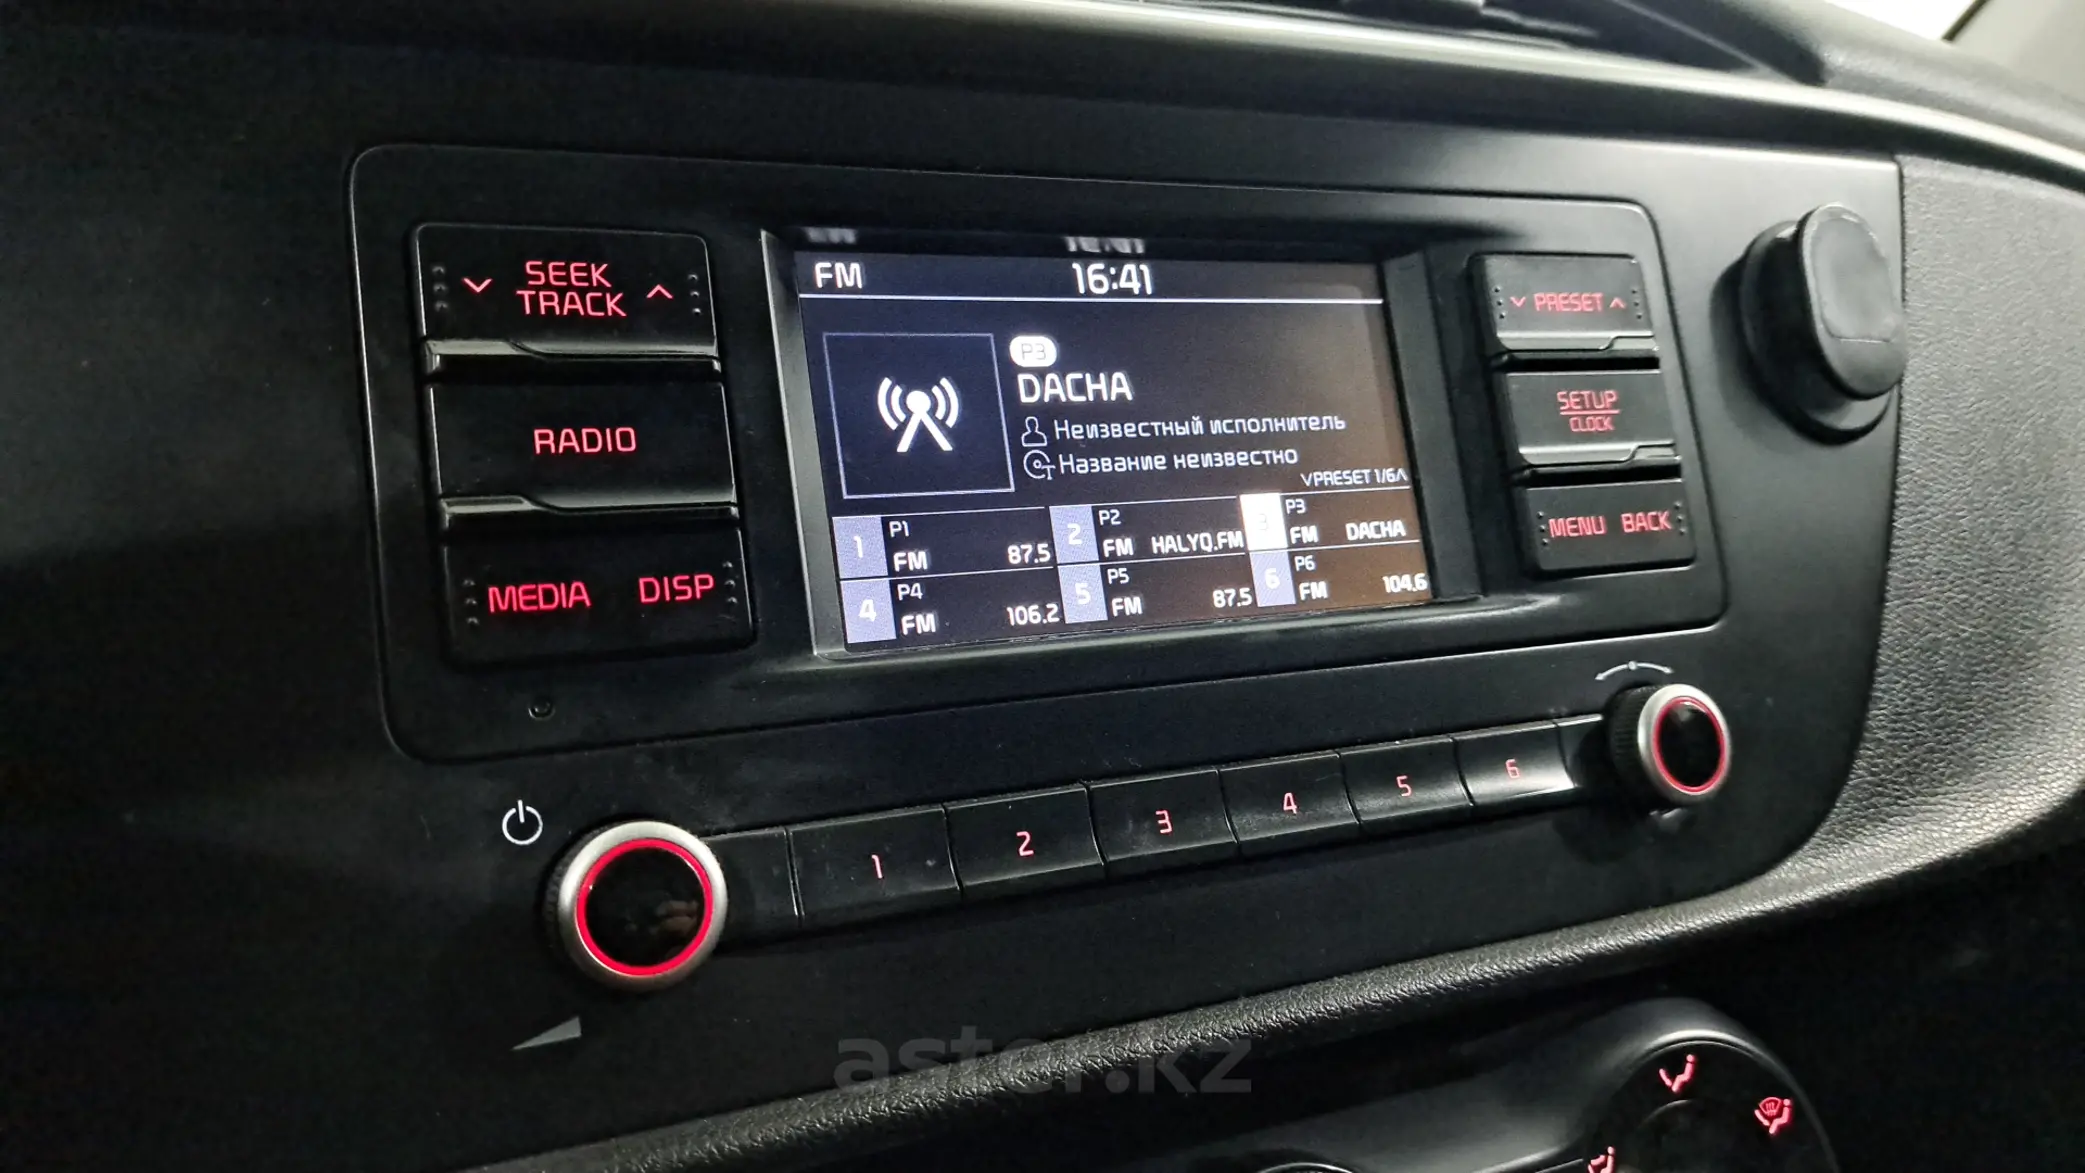 SEEK
TRACK
RADIO
MEDIA DISP
FM 16:41
P3
DACHA
Неизвестный исполнитель
Название неизвестно
PRESET 1/6
1 P1 FM 87.5
2 P2 FM HALYQ.FM
3 P3 FM DACHA
4 P4 FM 106.2
5 P5 FM 87.5
6 P6 FM 104.6
PRESET
SETUP
CLOCK
MENU BACK
1 2 3 4 5 6
aster.kz